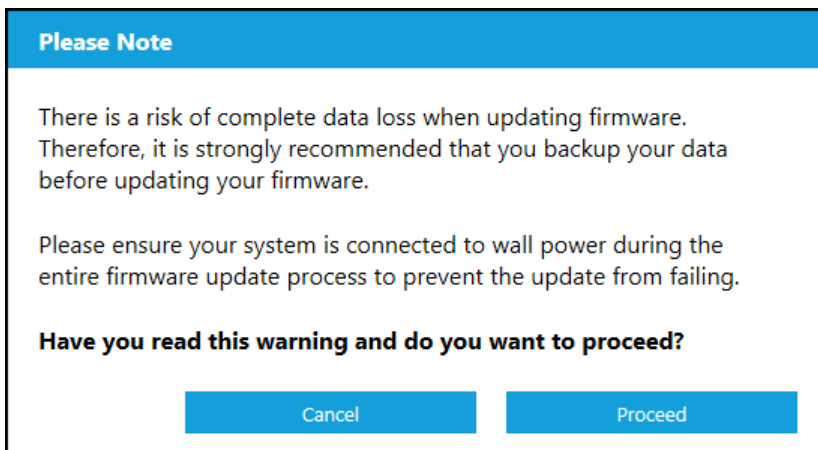 Please Note
There is a risk of complete data loss when updating firmware.
Therefore, it is strongly recommended that you backup your data
before updating your firmware.
Please ensure your system is connected to wall power during the
entire firmware update process to prevent the update from failing.
Have you read this warning and do you want to proceed?
Cancel Proceed